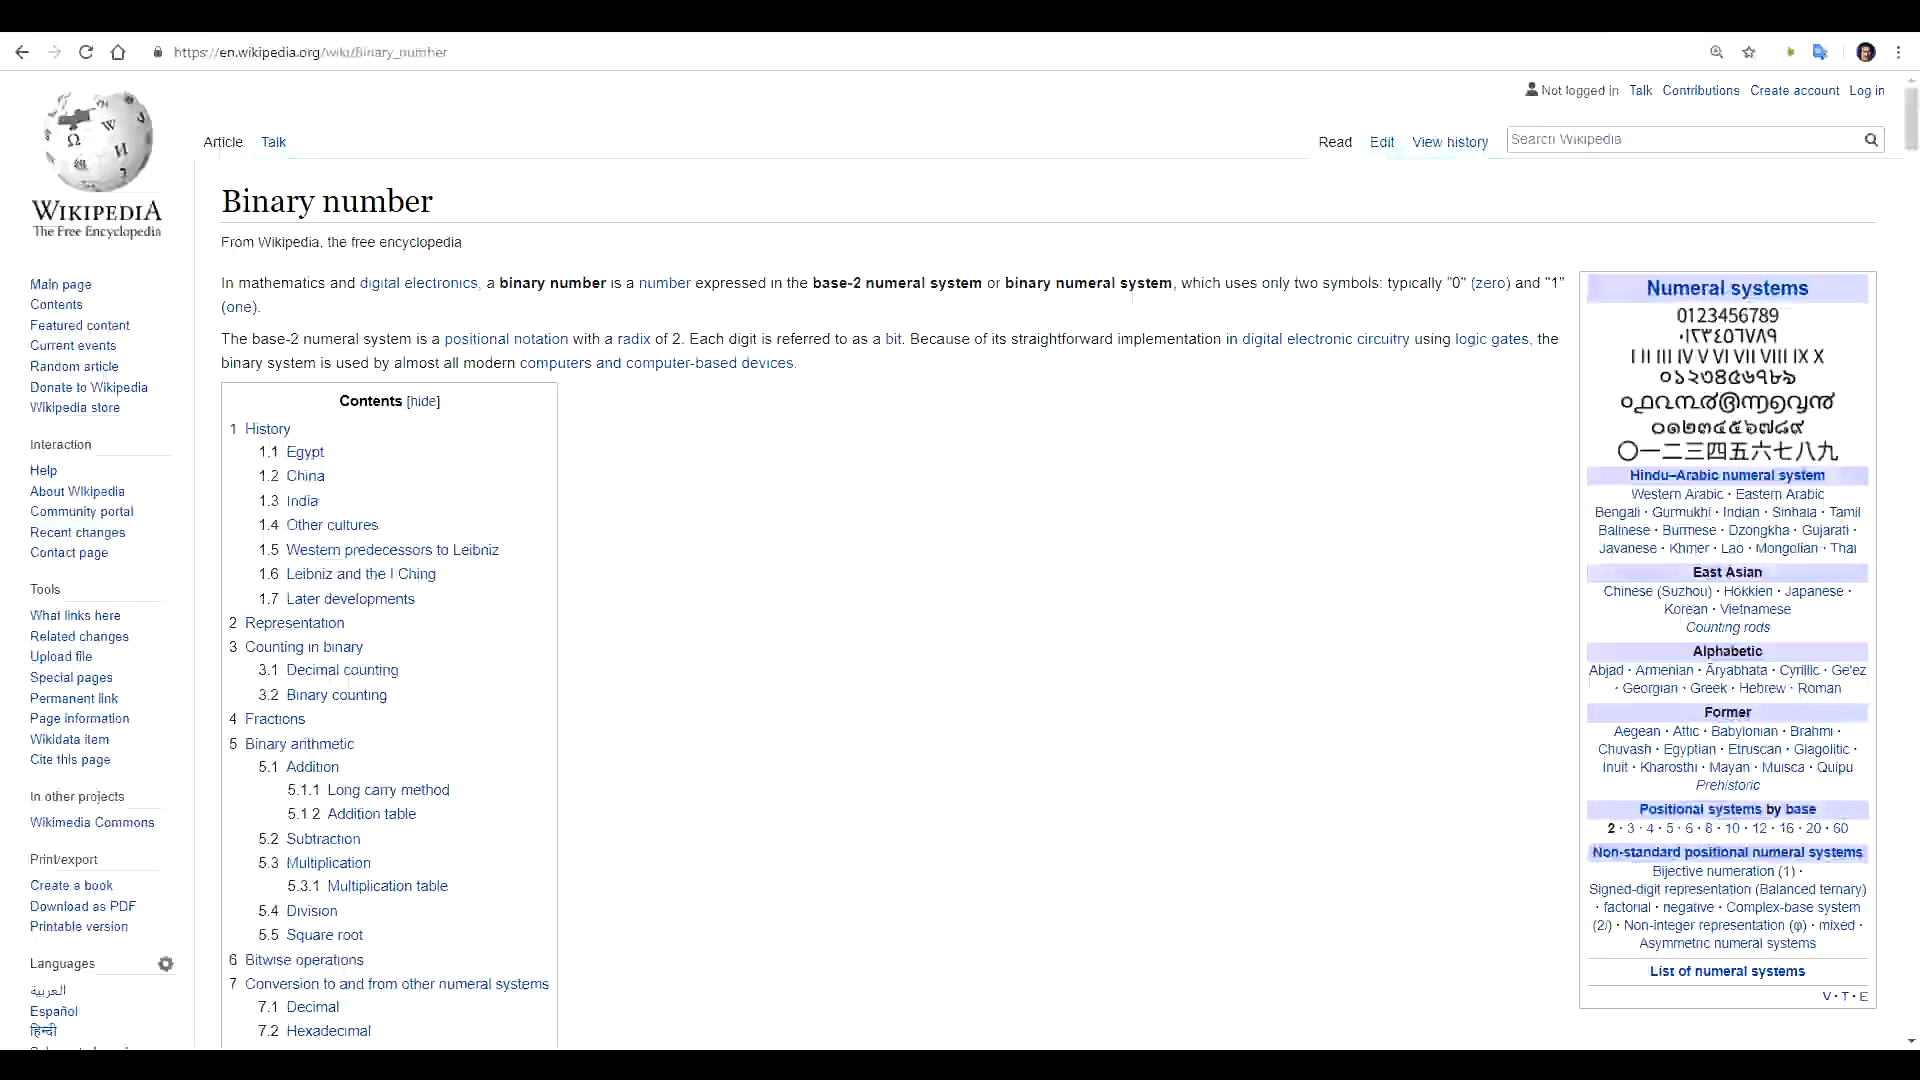 https://en.wikipedia.org/wiki/Binary_number
Not logged in Talk Contributions Create account Log in
Article Talk
Read Edit View history Search Wikipedia
WIKIPEDIA
The Free Encyclopedia
Binary number
From Wikipedia, the free encyclopedia
In mathematics and digital electronics, a binary number is a number expressed in the base-2 numeral system or binary numeral system, which uses only two symbols: typically "0" (zero) and "1"
(one).
The base-2 numeral system is a positional notation with a radix of 2. Each digit is referred to as a bit. Because of its straightforward implementation in digital electronic circuitry using logic gates, the
binary system is used by almost all modern computers and computer-based devices.
Main page
Contents
Featured content
Current events
Random article
Donate to Wikipedia
Wikipedia store
Interaction
Help
About Wikipedia
Community portal
Recent changes
Contact page
Tools
What links here
Related changes
Upload file
Special pages
Permanent link
Page information
Wikidata item
Cite this page
In other projects
Wikimedia Commons
Print/export
Create a book
Download as PDF
Printable version
Languages
العربية
Español
हिन्दी
Contents [hide]
1 History
1.1 Egypt
1.2 China
1.3 India
1.4 Other cultures
1.5 Western predecessors to Leibniz
1.6 Leibniz and the I Ching
1.7 Later developments
2 Representation
3 Counting in binary
3.1 Decimal counting
3.2 Binary counting
4 Fractions
5 Binary arithmetic
5.1 Addition
5.1.1 Long carry method
5.1.2 Addition table
5.2 Subtraction
5.3 Multiplication
5.3.1 Multiplication table
5.4 Division
5.5 Square root
6 Bitwise operations
7 Conversion to and from other numeral systems
7.1 Decimal
7.2 Hexadecimal
Numeral systems
0123456789
I II III IV V VI VII VIII IX X
〇一二三四五六七八九
Hindu–Arabic numeral system
Western Arabic · Eastern Arabic
Bengali · Gurmukhi · Indian · Sinhala · Tamil
Balinese · Burmese · Dzongkha · Gujarati ·
Javanese · Khmer · Lao · Mongolian · Thai
East Asian
Chinese (Suzhou) · Hokkien · Japanese ·
Korean · Vietnamese
Counting rods
Alphabetic
Abjad · Armenian · Āryabhata · Cyrillic · Ge'ez
· Georgian · Greek · Hebrew · Roman
Former
Aegean · Attic · Babylonian · Brahmi ·
Chuvash · Egyptian · Etruscan · Glagolitic ·
Inuit · Kharosthi · Mayan · Muisca · Quipu
Prehistoric
Positional systems by base
2 · 3 · 4 · 5 · 6 · 8 · 10 · 12 · 16 · 20 · 60
Non-standard positional numeral systems
Bijective numeration (1) ·
Signed-digit representation (Balanced ternary)
· factorial · negative · Complex-base system
(2i) · Non-integer representation (φ) · mixed ·
Asymmetric numeral systems
List of numeral systems
V · T · E